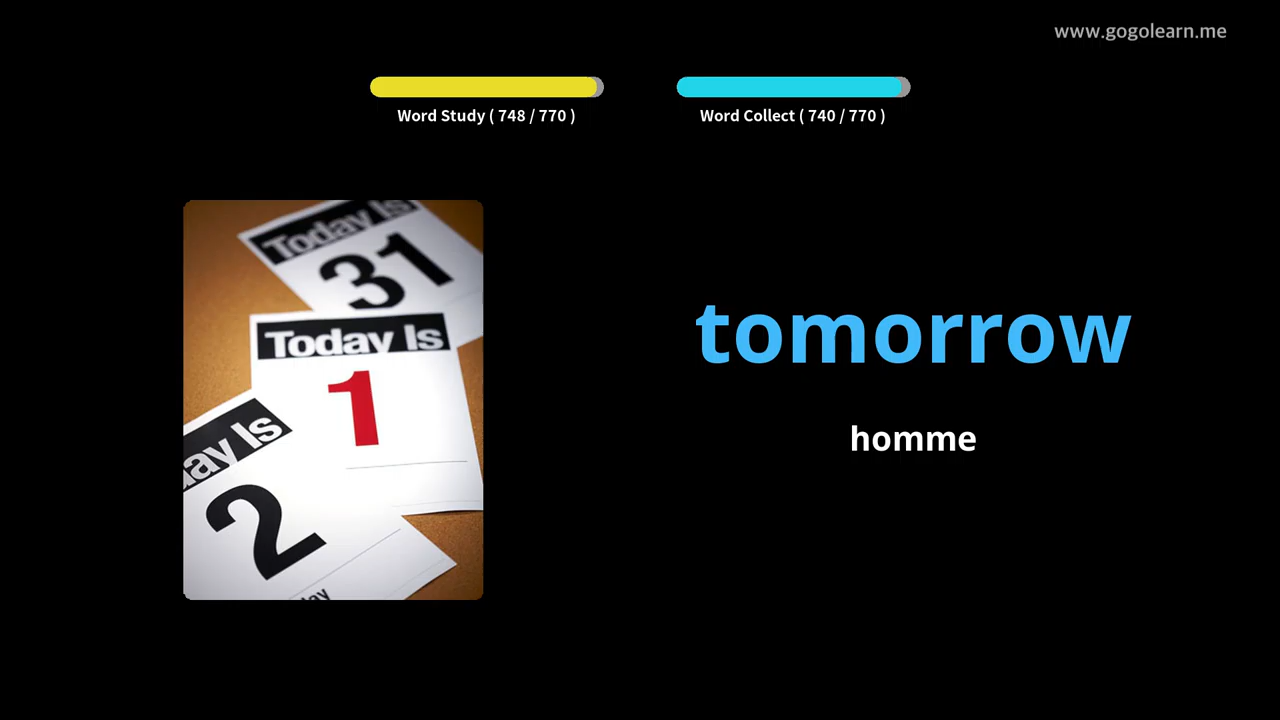 www.gogolearn.me
Word Study ( 748 / 770 )
Word Collect ( 740 / 770 )
Today Is
31
Today Is
1
tomorrow
homme
ay Is
2